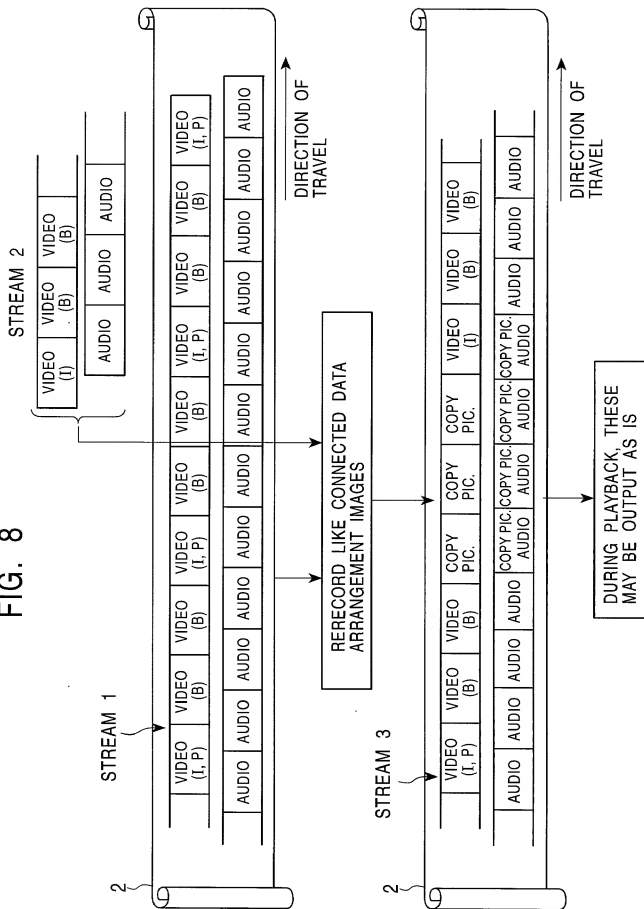 FIG. 8
STREAM 2
VIDEO (I) VIDEO (B) VIDEO (B)
AUDIO AUDIO AUDIO
STREAM 1
VIDEO (I, P) VIDEO (B) VIDEO (B) VIDEO (I, P) VIDEO (B) VIDEO (B) VIDEO (I, P) VIDEO (B) VIDEO (B) VIDEO (I, P)
AUDIO AUDIO AUDIO AUDIO AUDIO AUDIO AUDIO AUDIO AUDIO AUDIO AUDIO AUDIO
2
DIRECTION OF
TRAVEL
RERECORD LIKE CONNECTED DATA
ARRANGEMENT IMAGES
STREAM 3
VIDEO (I, P) VIDEO (B) VIDEO (B) COPY PIC. COPY PIC. COPY PIC. VIDEO (I) VIDEO (B) VIDEO (B)
AUDIO AUDIO AUDIO AUDIO COPY PIC. AUDIO COPY PIC. AUDIO COPY PIC. AUDIO COPY PIC. AUDIO AUDIO AUDIO AUDIO
2
DIRECTION OF
TRAVEL
DURING PLAYBACK, THESE
MAY BE OUTPUT AS IS